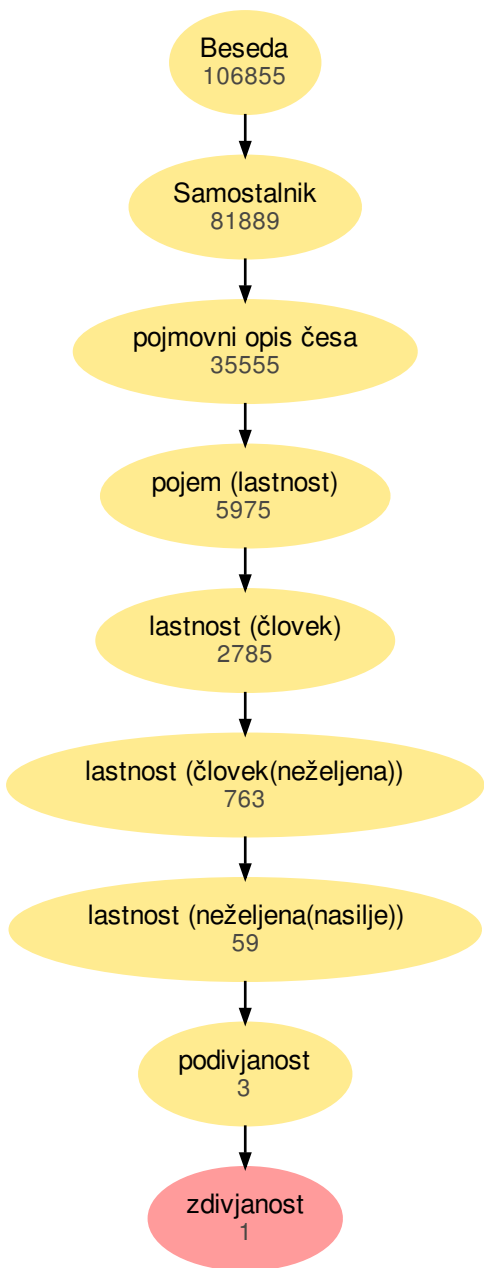 Beseda
106855
Samostalnik
81889
pojmovni opis česa
35555
pojem (lastnost)
5975
lastnost (človek)
2785
lastnost (človek(neželjena))
763
lastnost (neželjena(nasilje))
59
podivjanost
3
zdivjanost
1